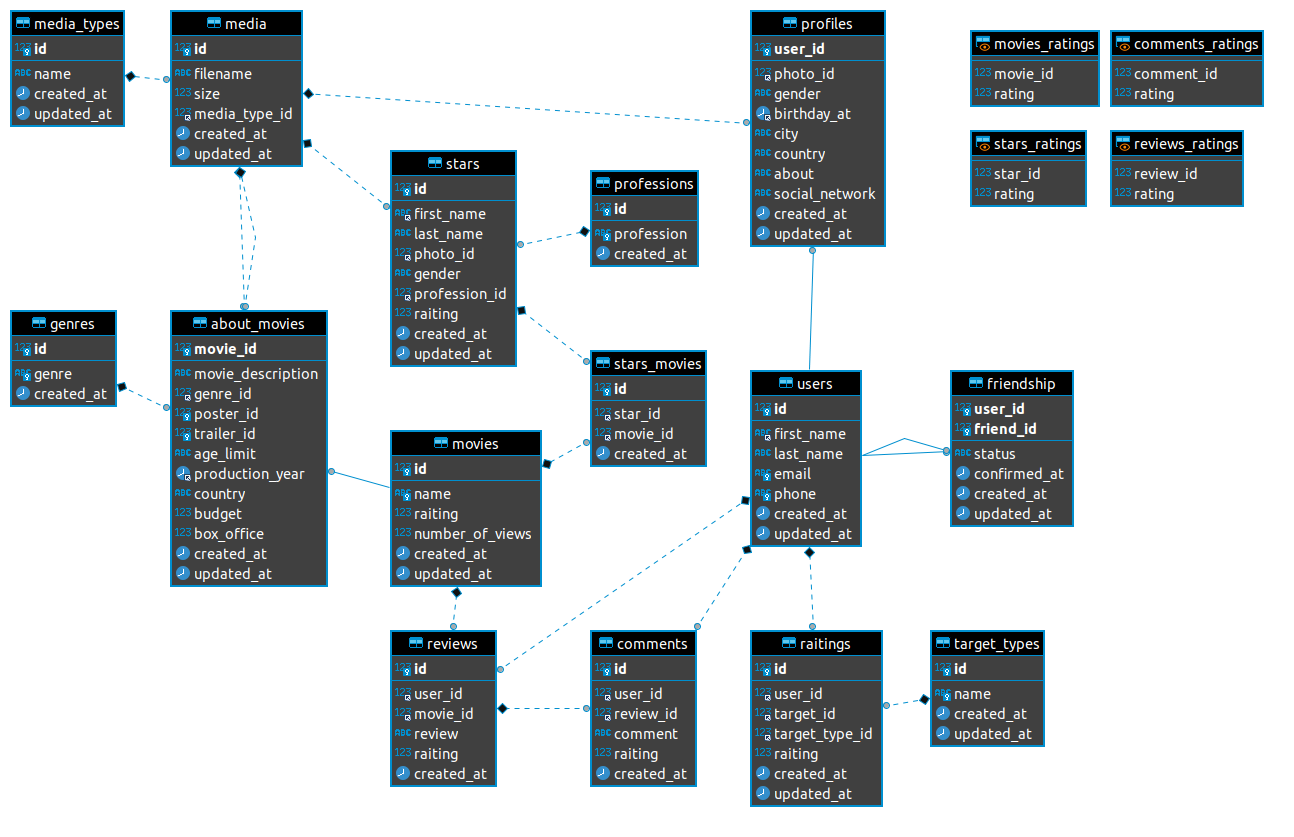 media_types
id
name
created_at
updated_at
media
id
filename
size
media_type_id
created_at
updated_at
profiles
user_id
photo_id
gender
birthday_at
city
country
about
social_network
created_at
updated_at
movies_ratings
movie_id
rating
comments_ratings
comment_id
rating
stars_ratings
star_id
rating
reviews_ratings
review_id
rating
stars
id
first_name
last_name
photo_id
gender
profession_id
raiting
created_at
updated_at
professions
id
profession
created_at
genres
id
genre
created_at
about_movies
movie_id
movie_description
genre_id
poster_id
trailer_id
age_limit
production_year
country
budget
box_office
created_at
updated_at
stars_movies
id
star_id
movie_id
created_at
users
id
first_name
last_name
email
phone
created_at
updated_at
friendship
user_id
friend_id
status
confirmed_at
created_at
updated_at
movies
id
name
raiting
number_of_views
created_at
updated_at
reviews
id
user_id
movie_id
review
raiting
created_at
comments
id
user_id
review_id
comment
raiting
created_at
raitings
id
user_id
target_id
target_type_id
raiting
created_at
updated_at
target_types
id
name
created_at
updated_at